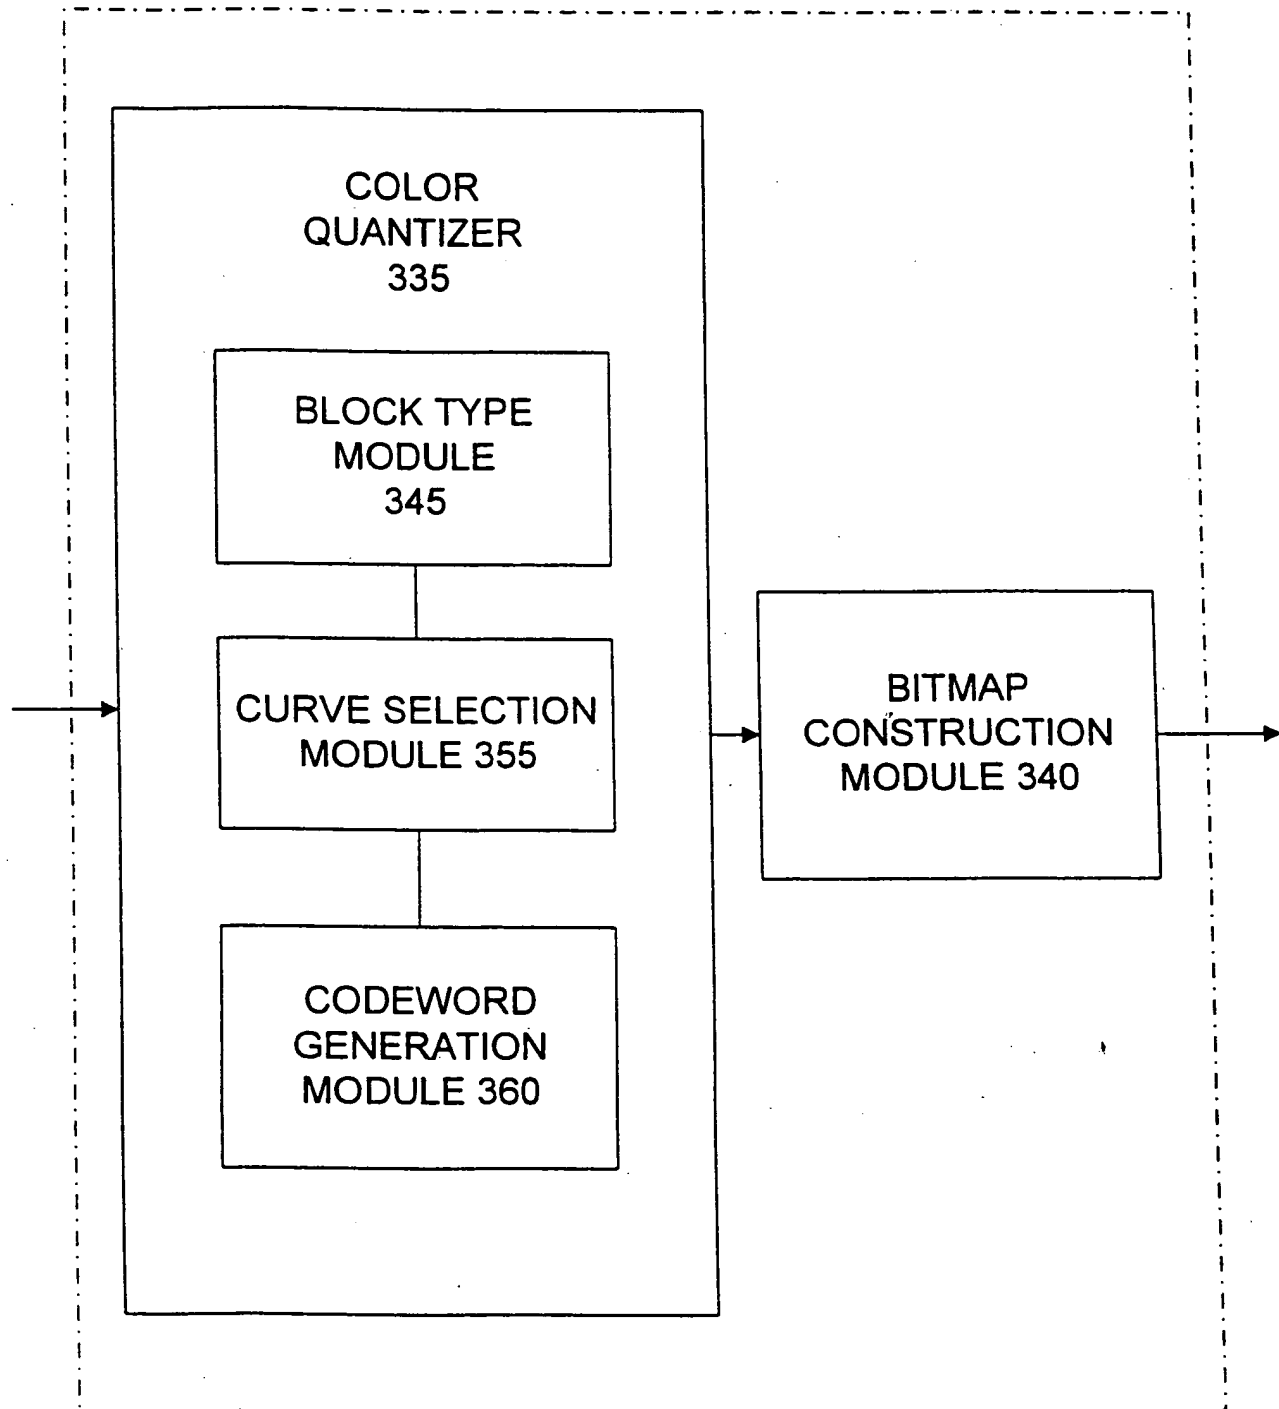 COLOR
QUANTIZER
335
BLOCK TYPE
MODULE
345
CURVE SELECTION
MODULE 355
CODEWORD
GENERATION
MODULE 360
BITMAP
CONSTRUCTION
MODULE 340